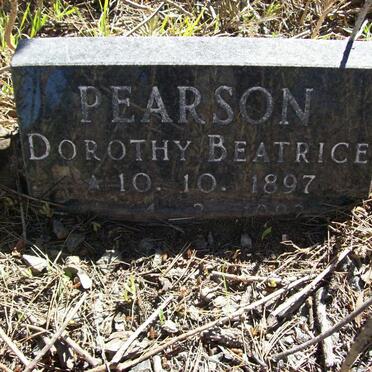 PEARSON
DOROTHY BEATRICE
* 10. 10. 1897